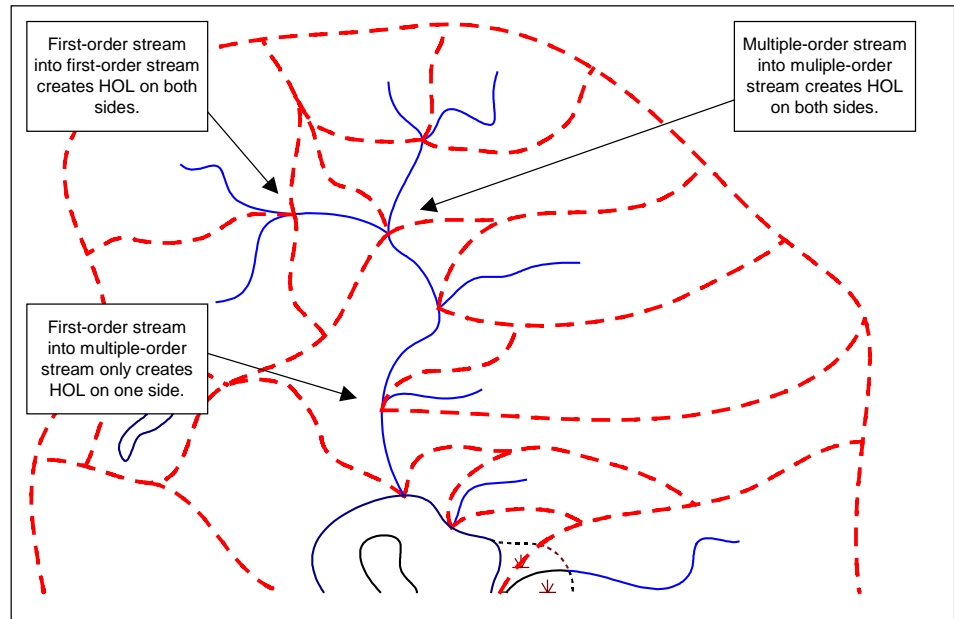 First-order stream
into first-order stream
creates HOL on both
sides.
Multiple-order stream
into muliple-order
stream creates HOL
on both sides.
First-order stream
into multiple-order
stream only creates
HOL on one side.